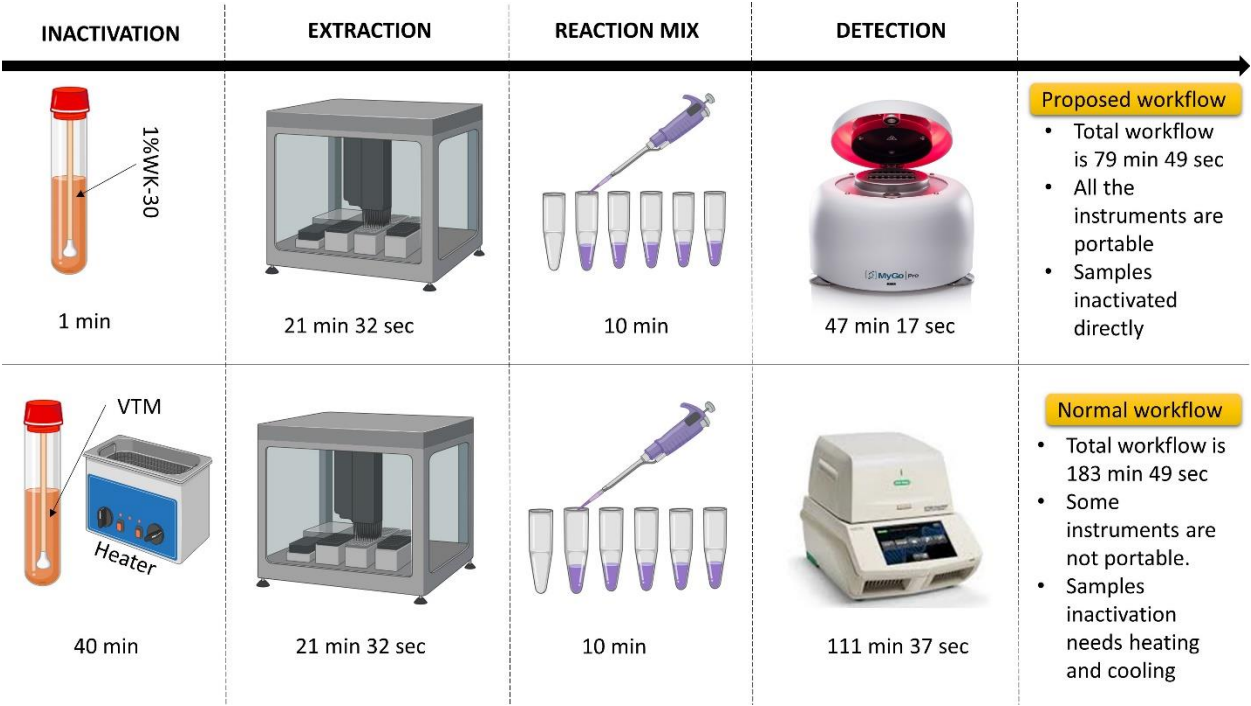 INACTIVATION
EXTRACTION
REACTION MIX
DETECTION
1%WK-30
1 min
21 min 32 sec
10 min
MyGo Pro
47 min 17 sec
Proposed workflow
• Total workflow
is 79 min 49 sec
• All the
instruments are
portable
• Samples
inactivated
directly
VTM
Heater
40 min
21 min 32 sec
10 min
111 min 37 sec
Normal workflow
• Total workflow is
183 min 49 sec
• Some
instruments are
not portable.
• Samples
inactivation
needs heating
and cooling